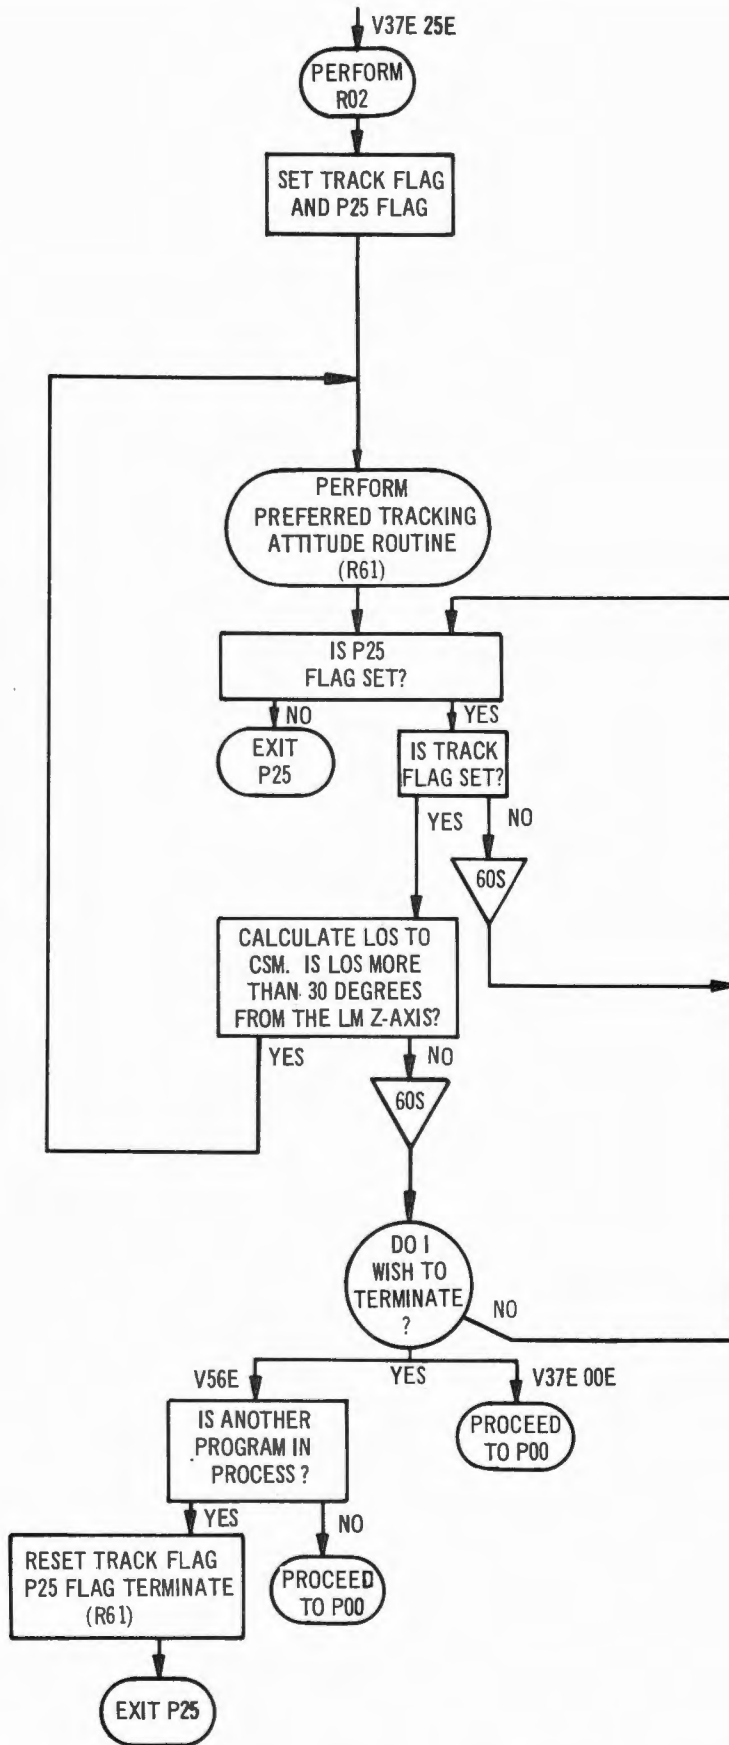 V37E 25E
PERFORM
R02
SET TRACK FLAG
AND P25 FLAG
PERFORM
PREFERRED TRACKING
ATTITUDE ROUTINE
(R61)
IS P25
FLAG SET?
NO
YES
EXIT
P25
IS TRACK
FLAG SET?
YES
NO
60S
CALCULATE LOS TO
CSM. IS LOS MORE
THAN 30 DEGREES
FROM THE LM Z-AXIS?
YES
NO
60S
DO I
WISH TO
TERMINATE
?
NO
YES
V56E
V37E 00E
IS ANOTHER
PROGRAM IN
PROCESS ?
PROCEED
TO P00
YES
NO
RESET TRACK FLAG
P25 FLAG TERMINATE
(R61)
PROCEED
TO P00
EXIT P25